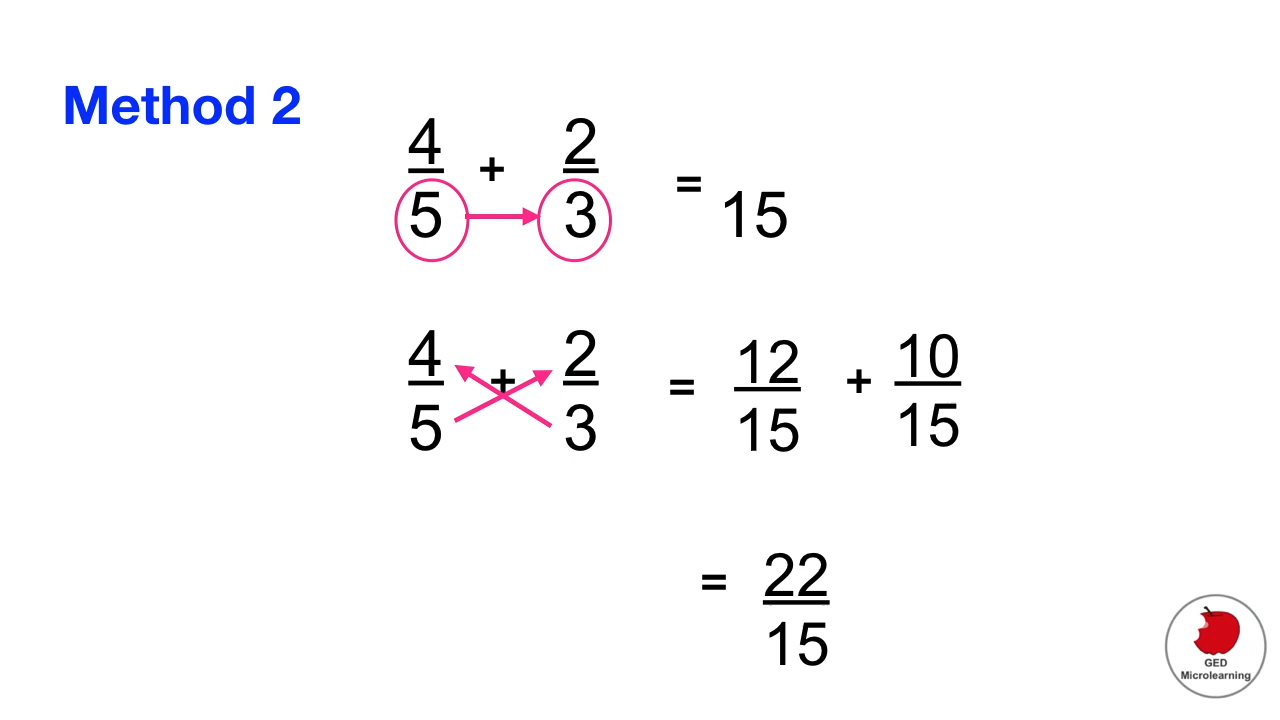 Method 2
4/5 + 2/3 = 15
4/5 + 2/3 = 12/15 + 10/15
= 22/15
GED
Microlearning